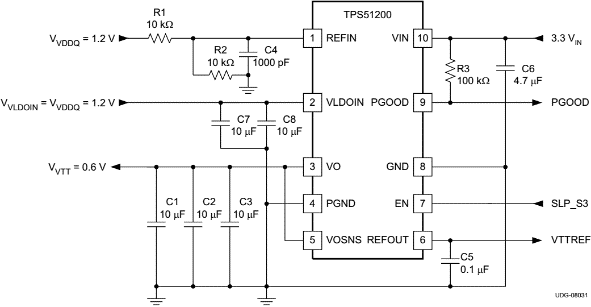 TPS51200
R1
10 kΩ
V_VDDQ = 1.2 V
1
REFIN
R2
10 kΩ
C4
1000 pF
VIN
10
3.3 V_IN
R3
100 kΩ
C6
4.7 μF
V_VLDOIN = V_VDDQ = 1.2 V
2
VLDOIN
C7
10 μF
C8
10 μF
PGOOD
9
PGOOD
V_VTT = 0.6 V
3
VO
GND
8
C1
10 μF
C2
10 μF
C3
10 μF
4
PGND
EN
7
SLP_S3
5
VOSNS
REFOUT
6
VTTREF
C5
0.1 μF
UDG-08031